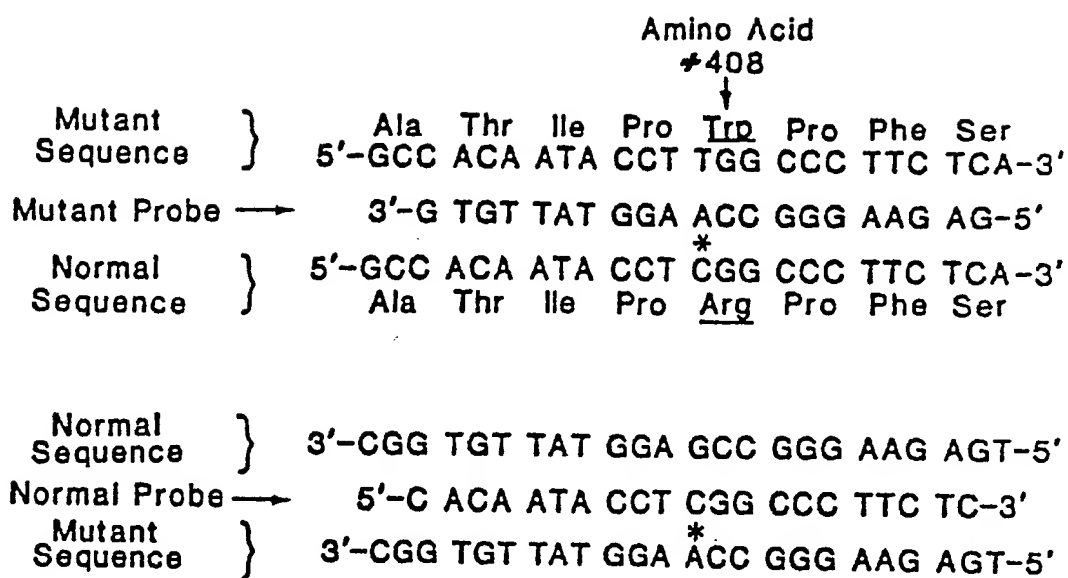 Amino Acid
#408
↓
Mutant Sequence } Ala Thr Ile Pro Trp Pro Phe Ser
5'-GCC ACA ATA CCT TGG CCC TTC TCA-3'
Mutant Probe → 3'-G TGT TAT GGA ACC GGG AAG AG-5'
*
Normal Sequence } 5'-GCC ACA ATA CCT CGG CCC TTC TCA-3'
Ala Thr Ile Pro Arg Pro Phe Ser
Normal Sequence } 3'-CGG TGT TAT GGA GCC GGG AAG AGT-5'
Normal Probe → 5'-C ACA ATA CCT CGG CCC TTC TC-3'
*
Mutant Sequence } 3'-CGG TGT TAT GGA ACC GGG AAG AGT-5'